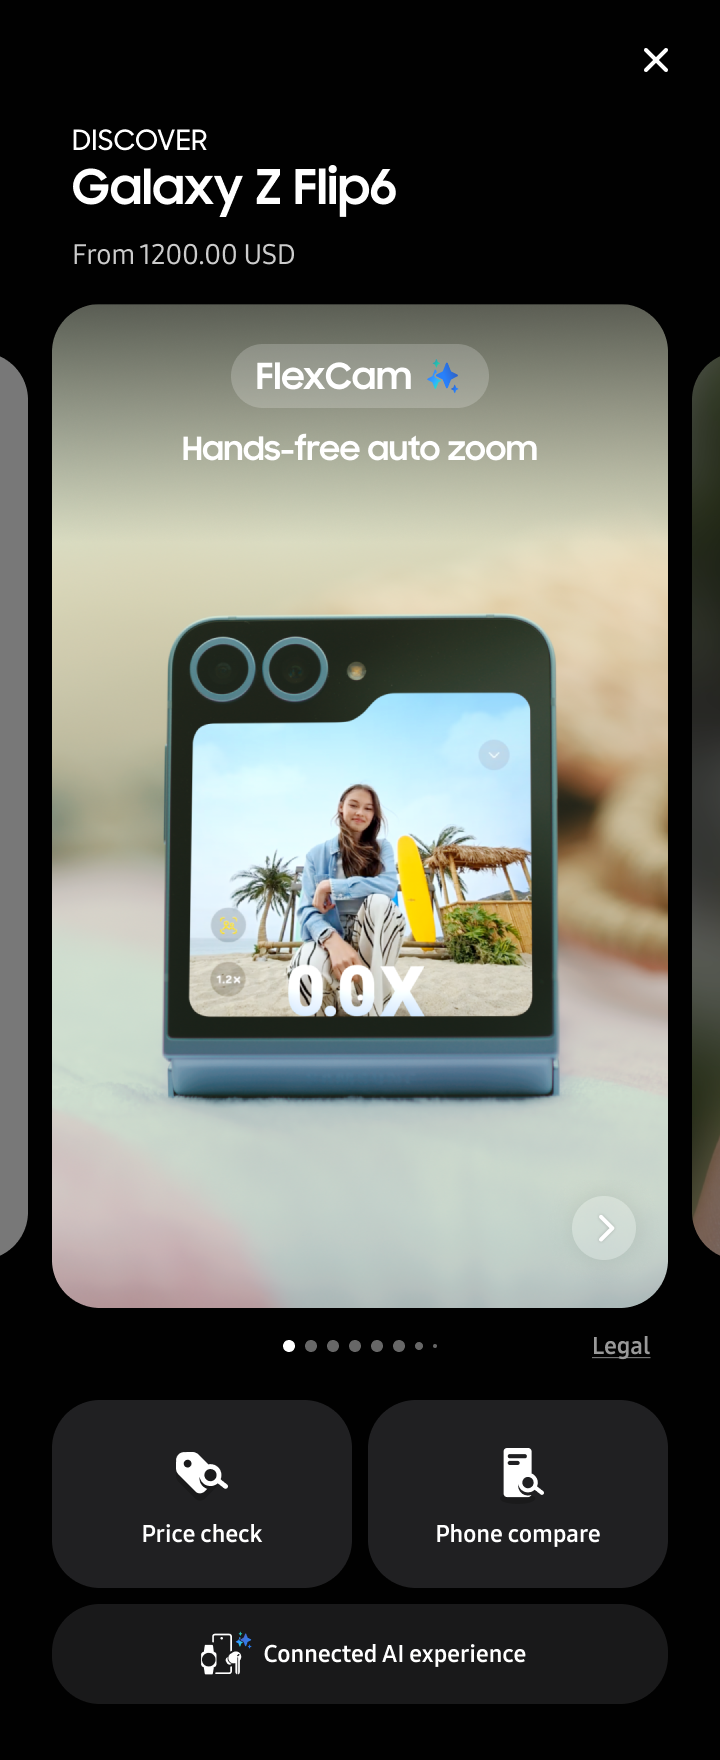 DISCOVER
Galaxy Z Flip6
From 1200.00 USD
FlexCam
Hands-free auto zoom
1.2x
0.0X
Legal
Price check
Phone compare
Connected AI experience